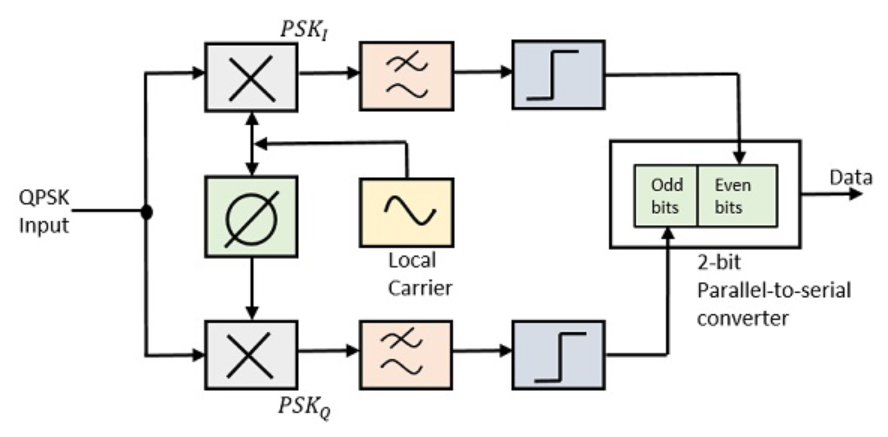 PSK_I
QPSK
Input
Local
Carrier
Odd
bits
Even
bits
Data
2-bit
Parallel-to-serial
converter
PSK_Q